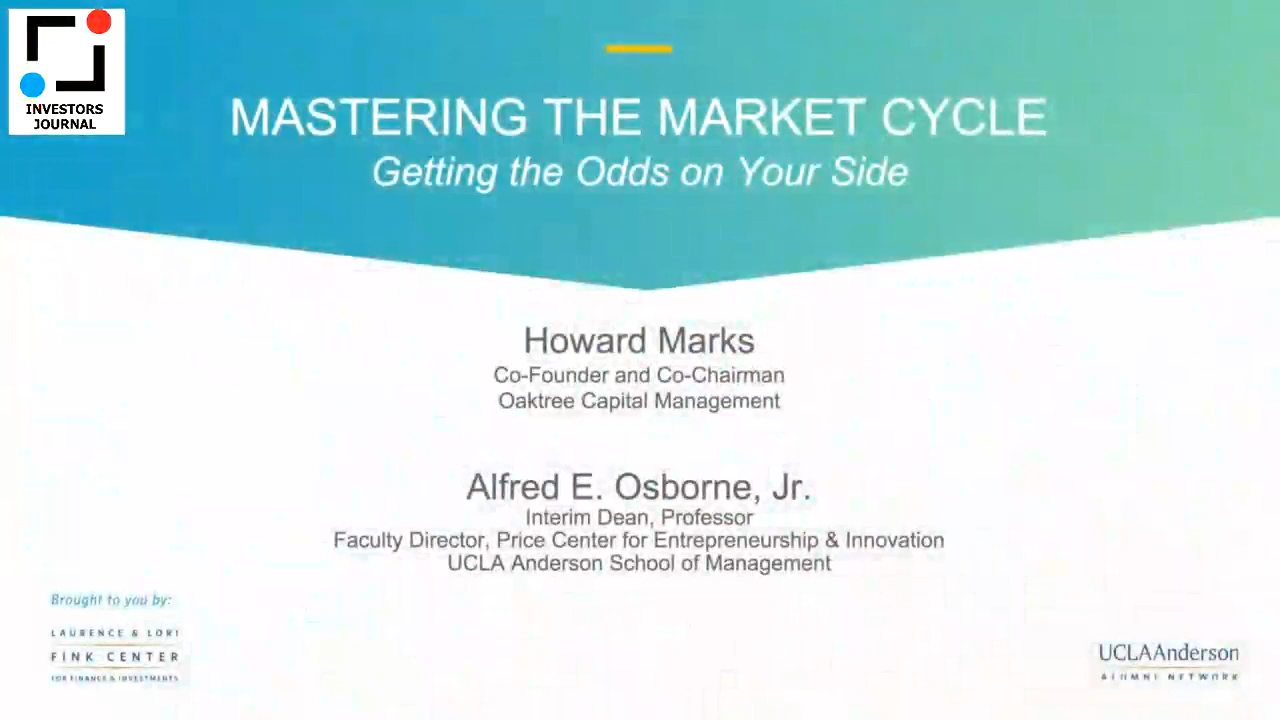 INVESTORS
JOURNAL
MASTERING THE MARKET CYCLE
Getting the Odds on Your Side
Howard Marks
Co-Founder and Co-Chairman
Oaktree Capital Management
Alfred E. Osborne, Jr.
Interim Dean, Professor
Faculty Director, Price Center for Entrepreneurship & Innovation
UCLA Anderson School of Management
Brought to you by:
LAURENCE & LORI
FINK CENTER
FOR FINANCE & INVESTMENTS
UCLAAnderson
ALUMNI NETWORK